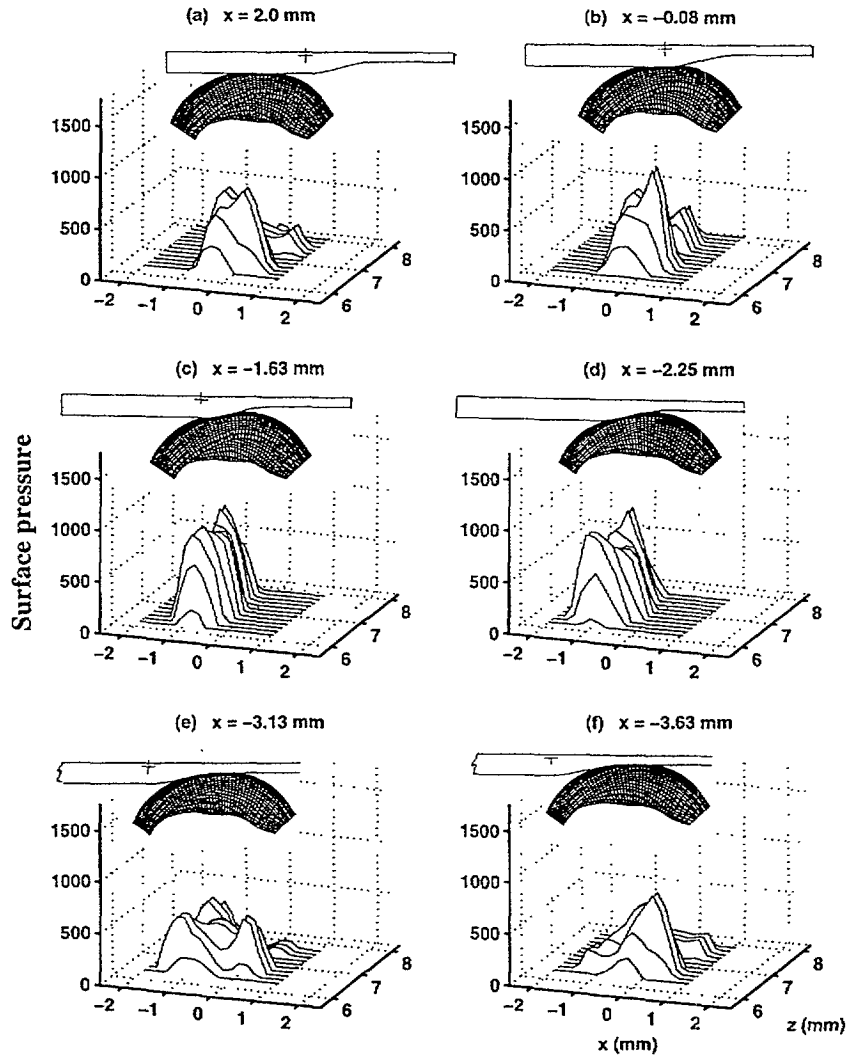 (a) x = 2.0 mm
(b) x = −0.08 mm
1500
1000
500
0
−2 −1 0 1 2
6 7 8
1500
1000
500
0
−2 −1 0 1 2
6 7 8
(c) x = −1.63 mm
(d) x = −2.25 mm
Surface pressure
1500
1000
500
0
−2 −1 0 1 2
6 7 8
1500
1000
500
0
−2 −1 0 1 2
6 7 8
(e) x = −3.13 mm
(f) x = −3.63 mm
1500
1000
500
0
−2 −1 0 1 2
6 7 8
1500
1000
500
0
−2 −1 0 1 2
6 7 8
x (mm)
z (mm)